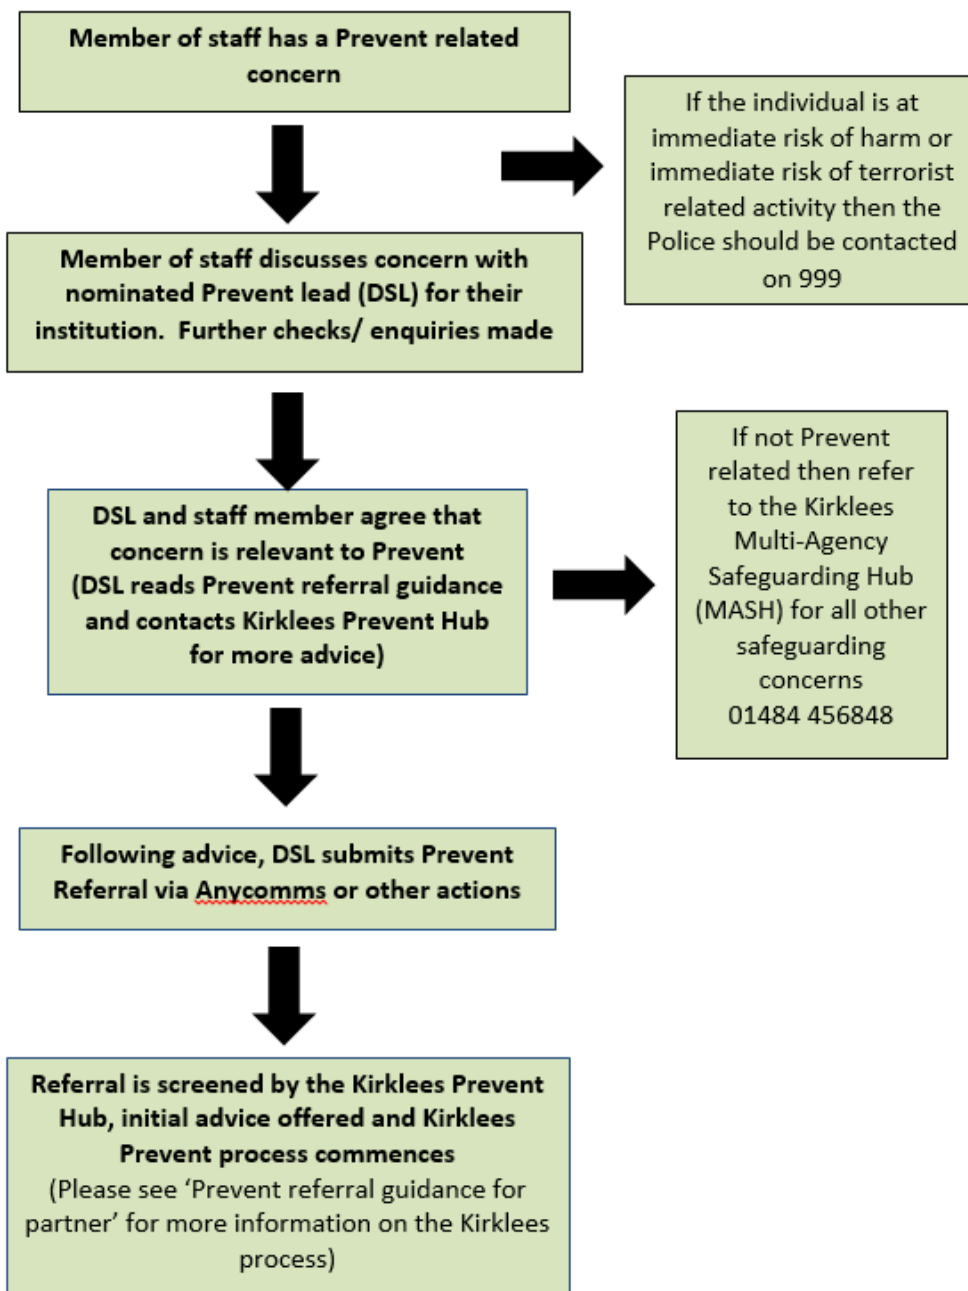 Member of staff has a Prevent related
concern
If the individual is at
immediate risk of harm or
immediate risk of terrorist
related activity then the
Police should be contacted
on 999
Member of staff discusses concern with
nominated Prevent lead (DSL) for their
institution.  Further checks/ enquiries made
If not Prevent
related then refer
to the Kirklees
Multi-Agency
Safeguarding Hub
(MASH) for all other
safeguarding
concerns
01484 456848
DSL and staff member agree that
concern is relevant to Prevent
(DSL reads Prevent referral guidance
and contacts Kirklees Prevent Hub
for more advice)
Following advice, DSL submits Prevent
Referral via Anycomms or other actions
Referral is screened by the Kirklees Prevent
Hub, initial advice offered and Kirklees
Prevent process commences
(Please see ‘Prevent referral guidance for
partner’ for more information on the Kirklees
process)